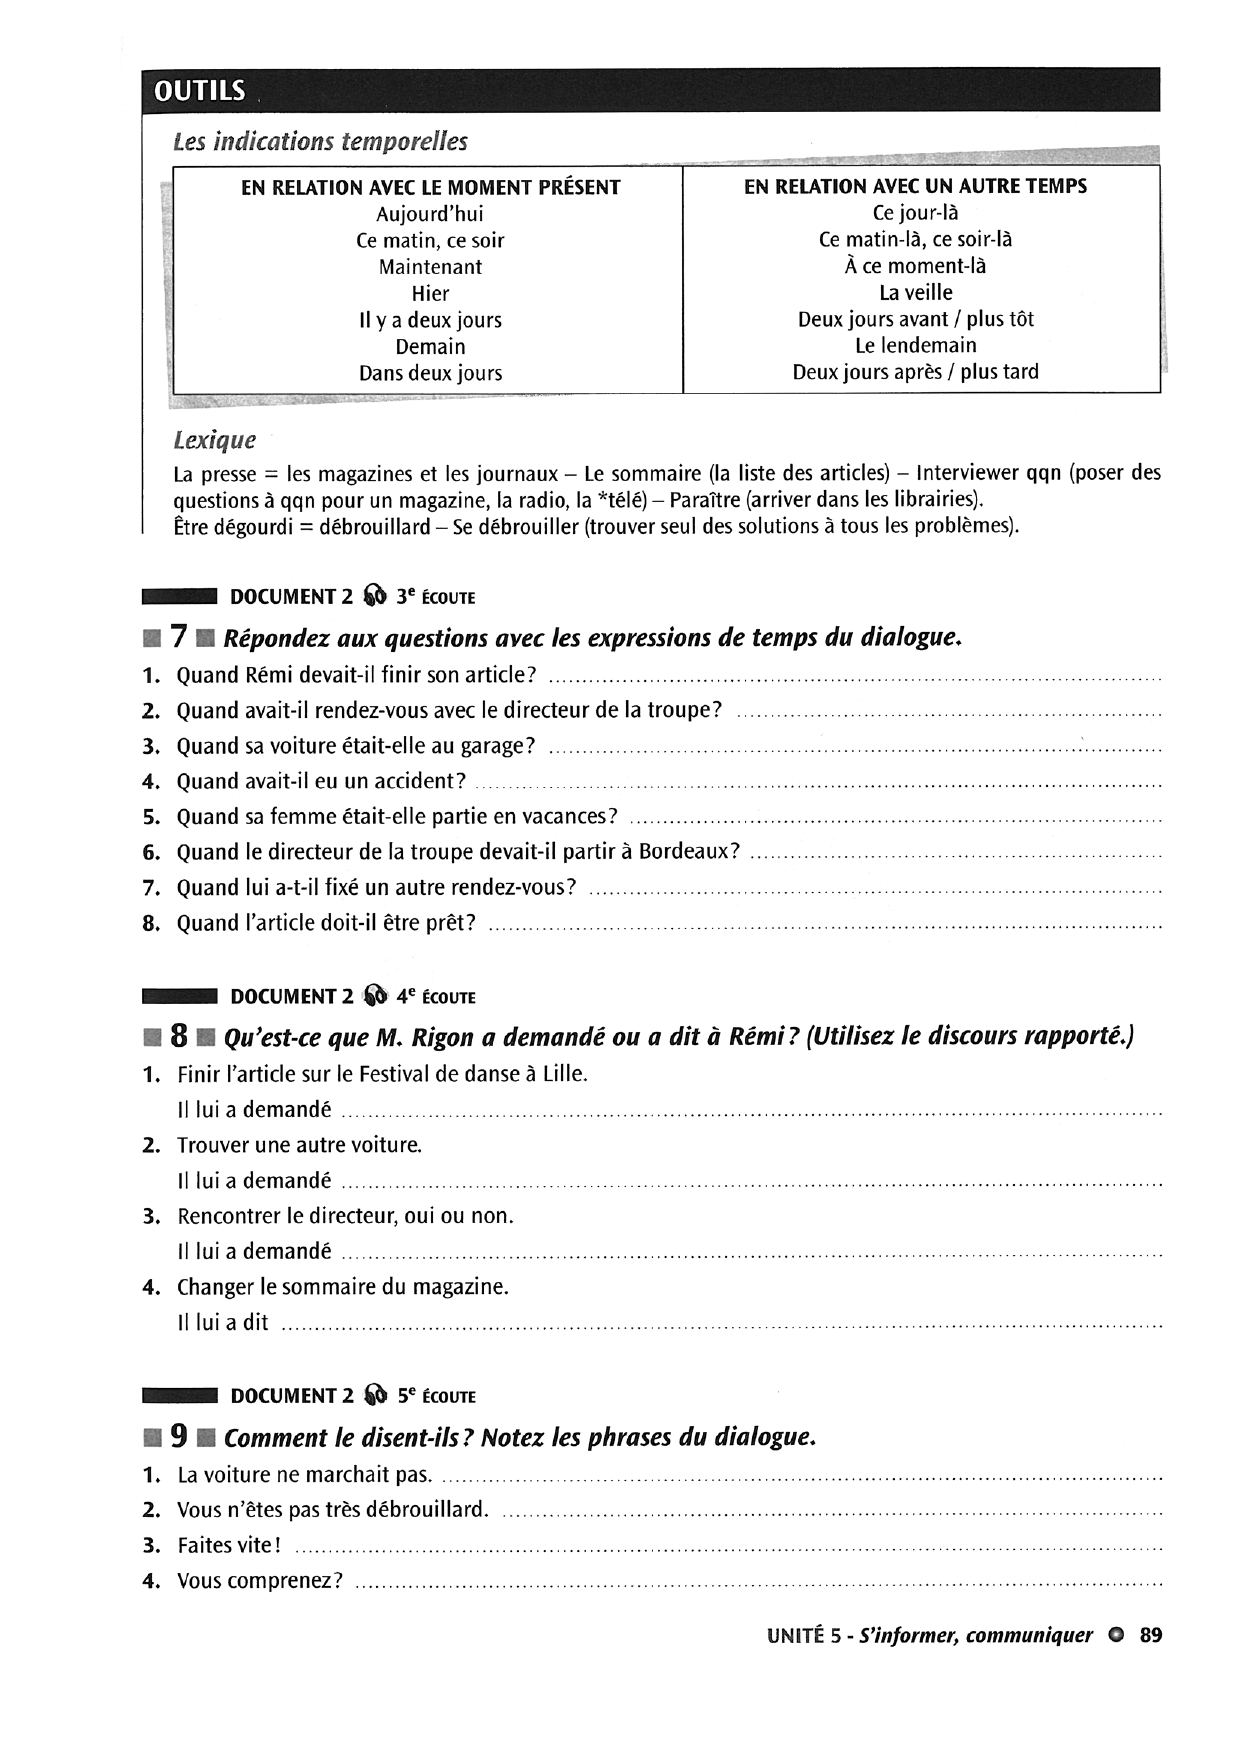 OUTILS
Les indications temporelles
EN RELATION AVEC LE MOMENT PRÉSENT
Aujourd'hui
Ce matin, ce soir
Maintenant
Hier
Il y a deux jours
Demain
Dans deux jours
EN RELATION AVEC UN AUTRE TEMPS
Ce jour-là
Ce matin-là, ce soir-là
À ce moment-là
La veille
Deux jours avant / plus tôt
Le lendemain
Deux jours après / plus tard
Lexique
La presse = les magazines et les journaux – Le sommaire (la liste des articles) – Interviewer qqn (poser des
questions à qqn pour un magazine, la radio, la *télé) – Paraître (arriver dans les librairies).
Être dégourdi = débrouillard – Se débrouiller (trouver seul des solutions à tous les problèmes).
DOCUMENT 2 3e ÉCOUTE
7 Répondez aux questions avec les expressions de temps du dialogue.
1. Quand Rémi devait-il finir son article?
2. Quand avait-il rendez-vous avec le directeur de la troupe?
3. Quand sa voiture était-elle au garage?
4. Quand avait-il eu un accident?
5. Quand sa femme était-elle partie en vacances?
6. Quand le directeur de la troupe devait-il partir à Bordeaux?
7. Quand lui a-t-il fixé un autre rendez-vous?
8. Quand l'article doit-il être prêt?
DOCUMENT 2 4e ÉCOUTE
8 Qu'est-ce que M. Rigon a demandé ou a dit à Rémi? (Utilisez le discours rapporté.)
1. Finir l'article sur le Festival de danse à Lille.
Il lui a demandé
2. Trouver une autre voiture.
Il lui a demandé
3. Rencontrer le directeur, oui ou non.
Il lui a demandé
4. Changer le sommaire du magazine.
Il lui a dit
DOCUMENT 2 5e ÉCOUTE
9 Comment le disent-ils? Notez les phrases du dialogue.
1. La voiture ne marchait pas.
2. Vous n'êtes pas très débrouillard.
3. Faites vite!
4. Vous comprenez?
UNITÉ 5 - S'informer, communiquer 89